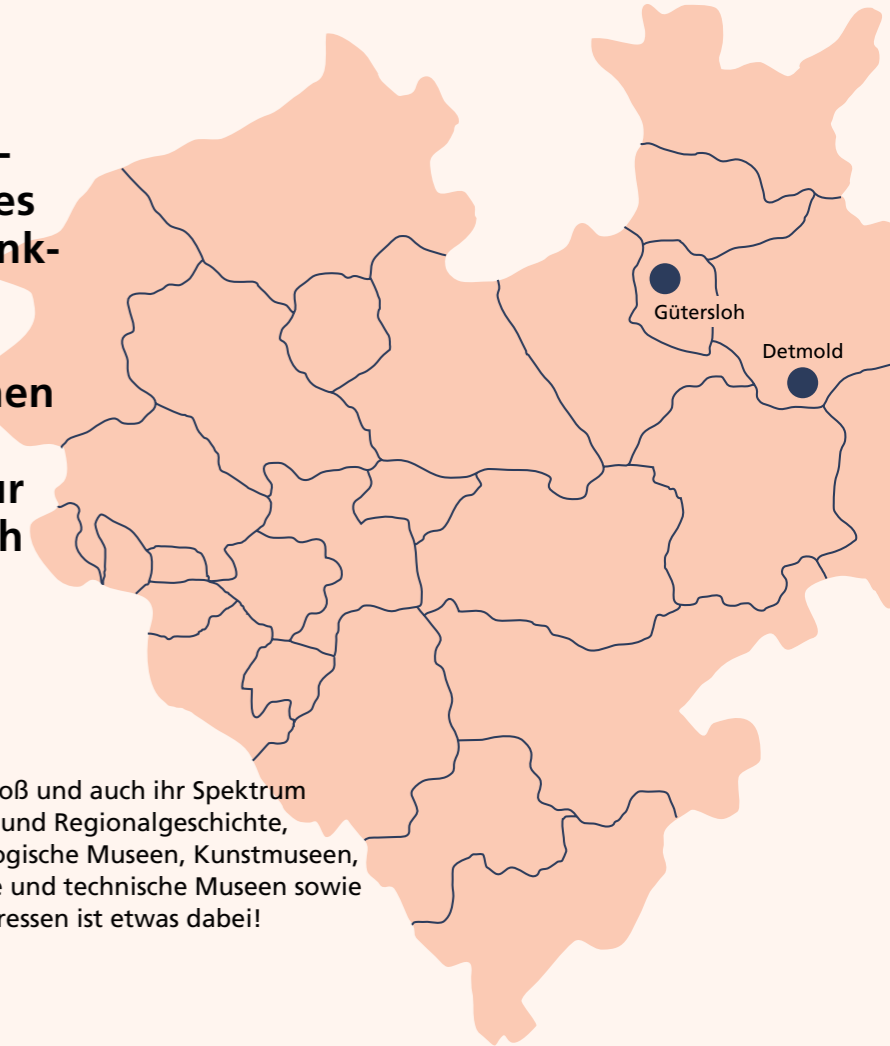 -
es
nk-
en
ur
h
Gütersloh
Detmold
oß und auch ihr Spektrum
und Regionalgeschichte,
ogische Museen, Kunstmuseen,
e und technische Museen sowie
ressen ist etwas dabei!